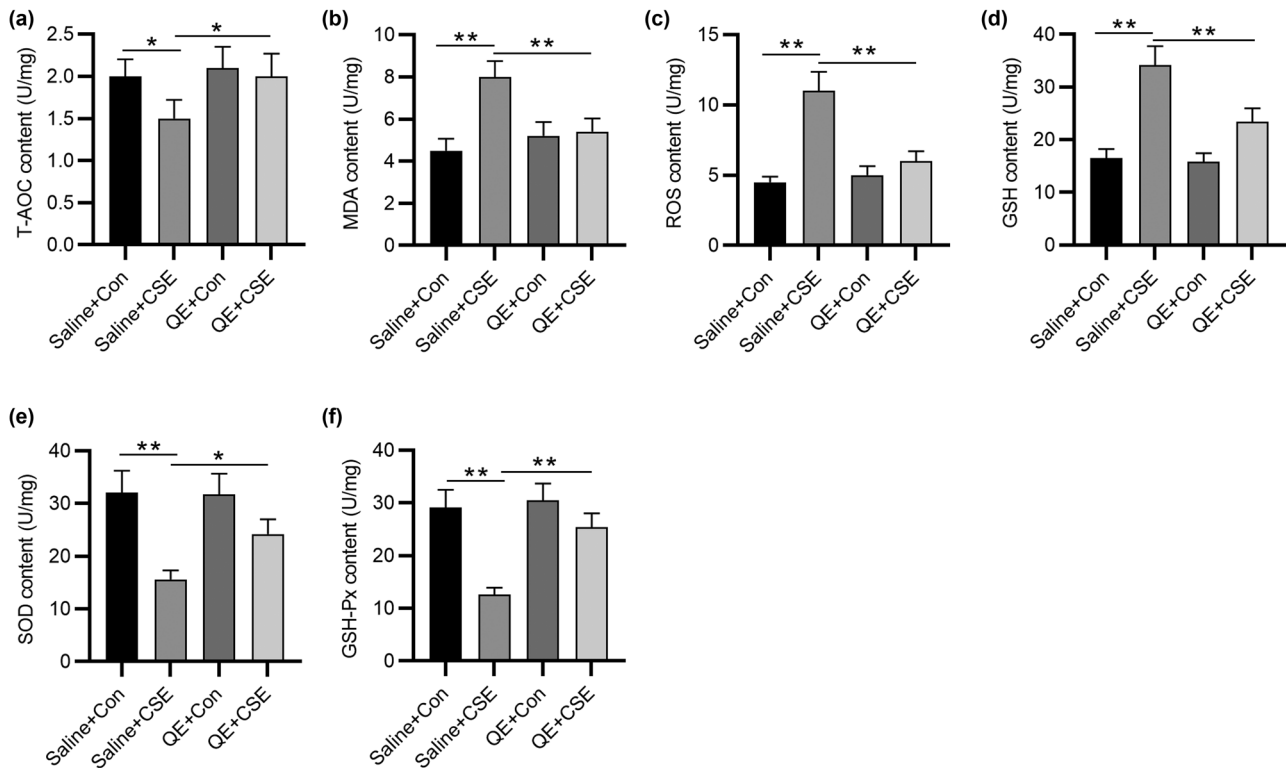 (a)
T-AOC content (U/mg)
2.5
2.0
1.5
1.0
0.5
0.0
*
*
Saline+Con
Saline+CSE
QE+Con
QE+CSE
(b)
MDA content (U/mg)
10
8
6
4
2
0
**
**
Saline+Con
Saline+CSE
QE+Con
QE+CSE
(c)
ROS content (U/mg)
15
10
5
0
**
**
Saline+Con
Saline+CSE
QE+Con
QE+CSE
(d)
GSH content (U/mg)
40
30
20
10
0
**
**
Saline+Con
Saline+CSE
QE+Con
QE+CSE
(e)
SOD content (U/mg)
40
30
20
10
0
**
*
Saline+Con
Saline+CSE
QE+Con
QE+CSE
(f)
GSH-Px content (U/mg)
40
30
20
10
0
**
**
Saline+Con
Saline+CSE
QE+Con
QE+CSE